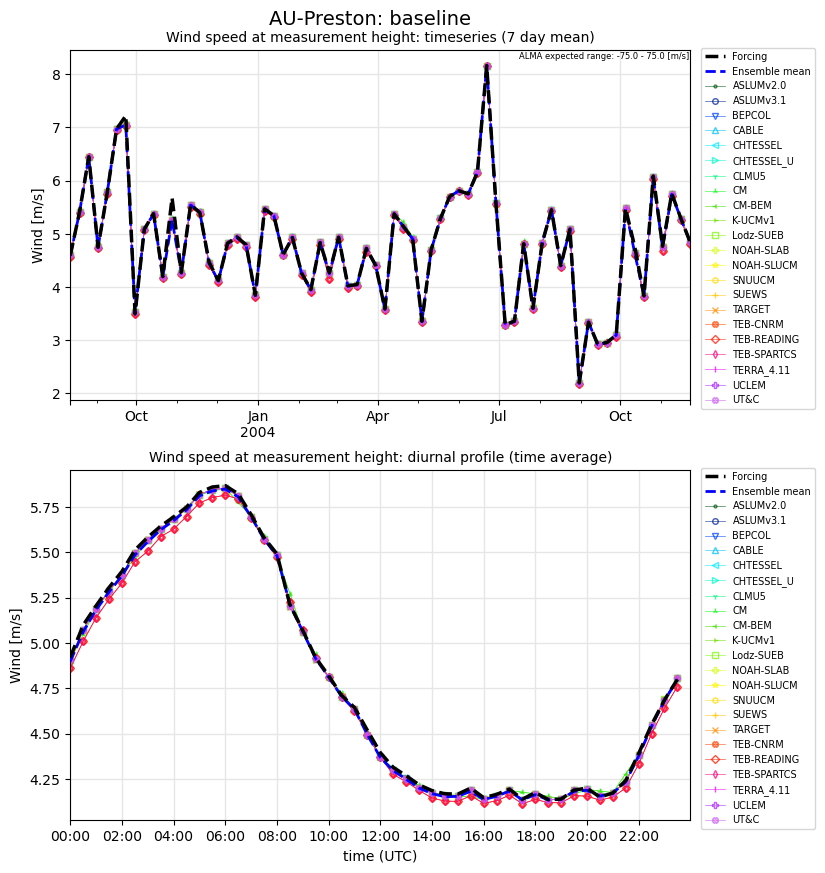 AU-Preston: baseline
Wind speed at measurement height: timeseries (7 day mean)
ALMA expected range: -75.0 - 75.0 [m/s]
Wind [m/s]
8
7
6
5
4
3
2
Oct
Jan
2004
Apr
Jul
Oct
Forcing
Ensemble mean
ASLUMv2.0
ASLUMv3.1
BEPCOL
CABLE
CHTESSEL
CHTESSEL_U
CLMU5
CM
CM-BEM
K-UCMv1
Lodz-SUEB
NOAH-SLAB
NOAH-SLUCM
SNUUCM
SUEWS
TARGET
TEB-CNRM
TEB-READING
TEB-SPARTCS
TERRA_4.11
UCLEM
UT&C
Wind speed at measurement height: diurnal profile (time average)
Wind [m/s]
5.75
5.50
5.25
5.00
4.75
4.50
4.25
00:00
02:00
04:00
06:00
08:00
10:00
12:00
14:00
16:00
18:00
20:00
22:00
time (UTC)
Forcing
Ensemble mean
ASLUMv2.0
ASLUMv3.1
BEPCOL
CABLE
CHTESSEL
CHTESSEL_U
CLMU5
CM
CM-BEM
K-UCMv1
Lodz-SUEB
NOAH-SLAB
NOAH-SLUCM
SNUUCM
SUEWS
TARGET
TEB-CNRM
TEB-READING
TEB-SPARTCS
TERRA_4.11
UCLEM
UT&C